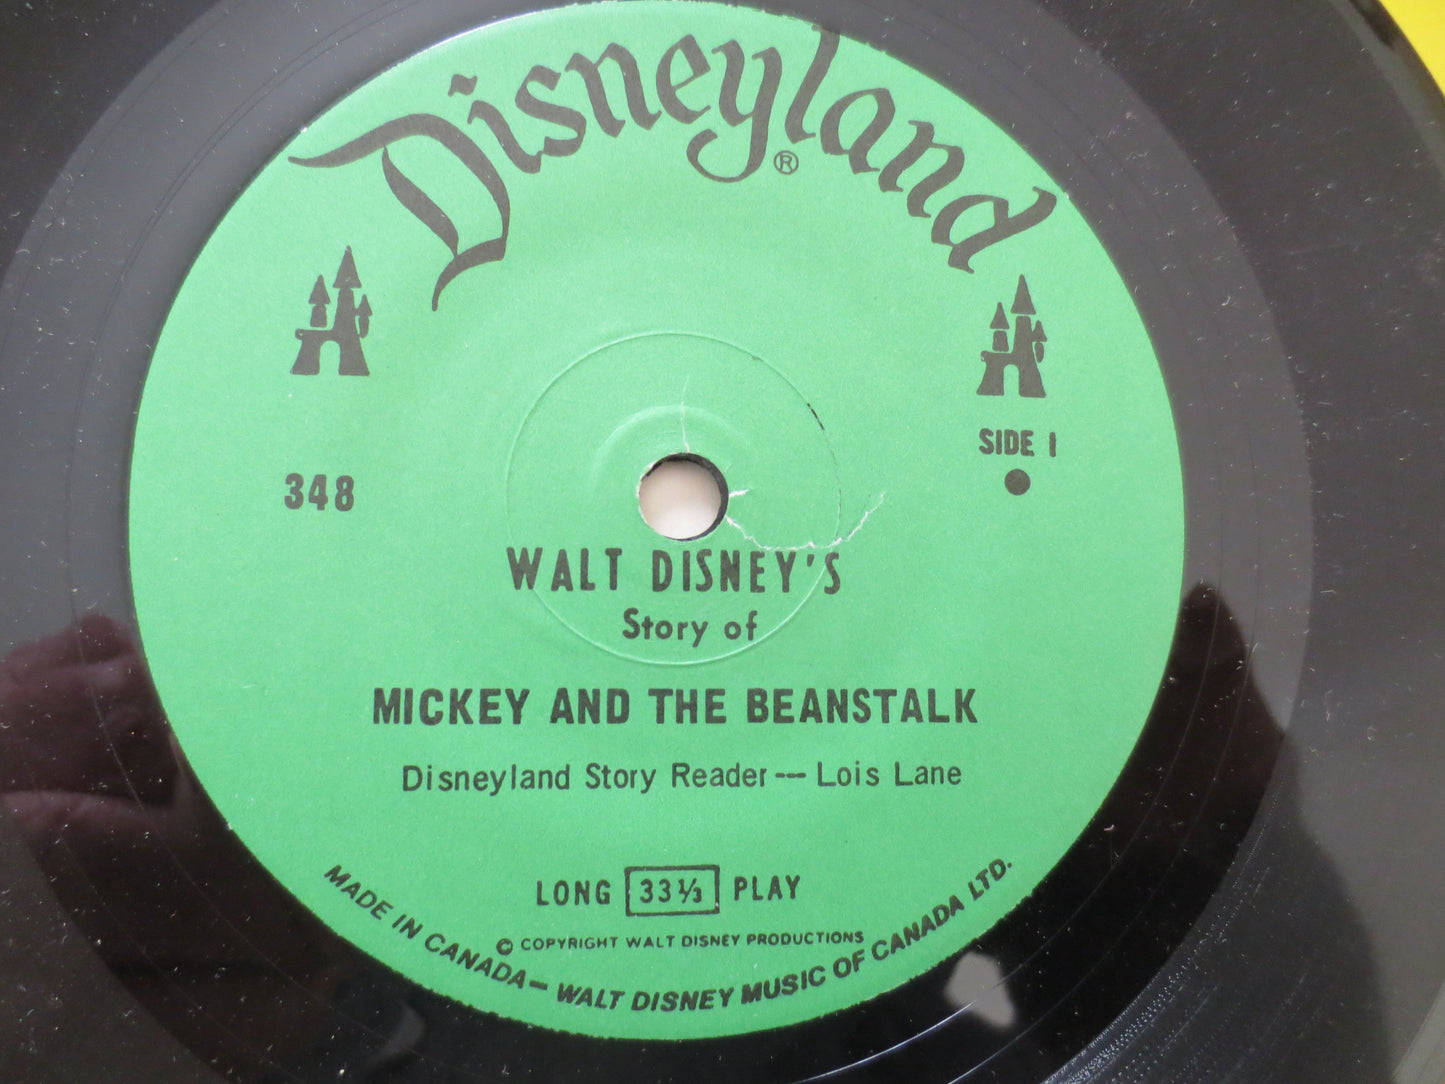 Disneyland®
SIDE 1
348
WALT DISNEY'S
Story of
MICKEY AND THE BEANSTALK
Disneyland Story Reader --- Lois Lane
LONG 33⅓ PLAY
© COPYRIGHT WALT DISNEY PRODUCTIONS
MADE IN CANADA — WALT DISNEY MUSIC OF CANADA LTD.